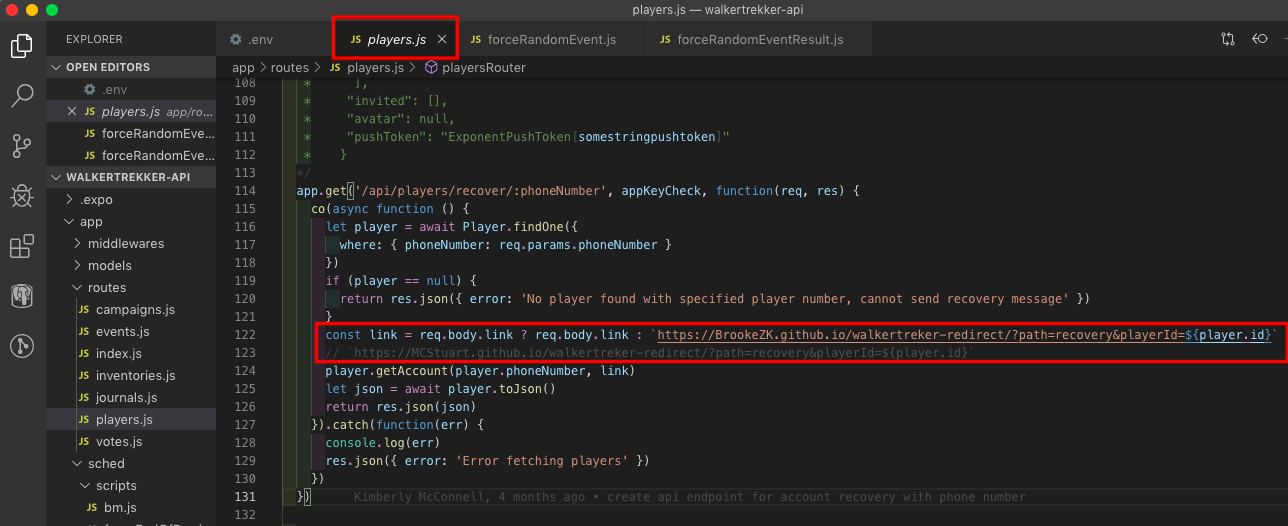 players.js — walkertrekker-api
EXPLORER
.env
JS players.js ×
JS forceRandomEvent.js
JS forceRandomEventResult.js
OPEN EDITORS
app > routes > JS players.js > playersRouter
.env
× JS players.js app/ro...
JS forceRandomEve...
JS forceRandomEve...
WALKERTREKKER-API
> .expo
app
> middlewares
> models
routes
JS campaigns.js
JS events.js
JS index.js
JS inventories.js
JS journals.js
JS players.js
JS votes.js
sched
scripts
JS bm.js
108 * ],
109 * "invited": [],
110 * "avatar": null,
111 * "pushToken": "ExponentPushToken[somestringpushtoken]"
112 * }
113 */
114 app.get('/api/players/recover/:phoneNumber', appKeyCheck, function(req, res) {
115 co(async function () {
116 let player = await Player.findOne({
117 where: { phoneNumber: req.params.phoneNumber }
118 })
119 if (player == null) {
120 return res.json({ error: 'No player found with specified player number, cannot send recovery message' })
121 }
122 const link = req.body.link ? req.body.link : `https://BrookeZK.github.io/walkertreker-redirect/?path=recovery&playerId=${player.id}`
123 // `https://MCStuart.github.io/walkertreker-redirect/?path=recovery&playerId=${player.id}`
124 player.getAccount(player.phoneNumber, link)
125 let json = await player.toJson()
126 return res.json(json)
127 }).catch(function(err) {
128 console.log(err)
129 res.json({ error: 'Error fetching players' })
130 })
131 }) Kimberly McConnell, 4 months ago • create api endpoint for account recovery with phone number
132